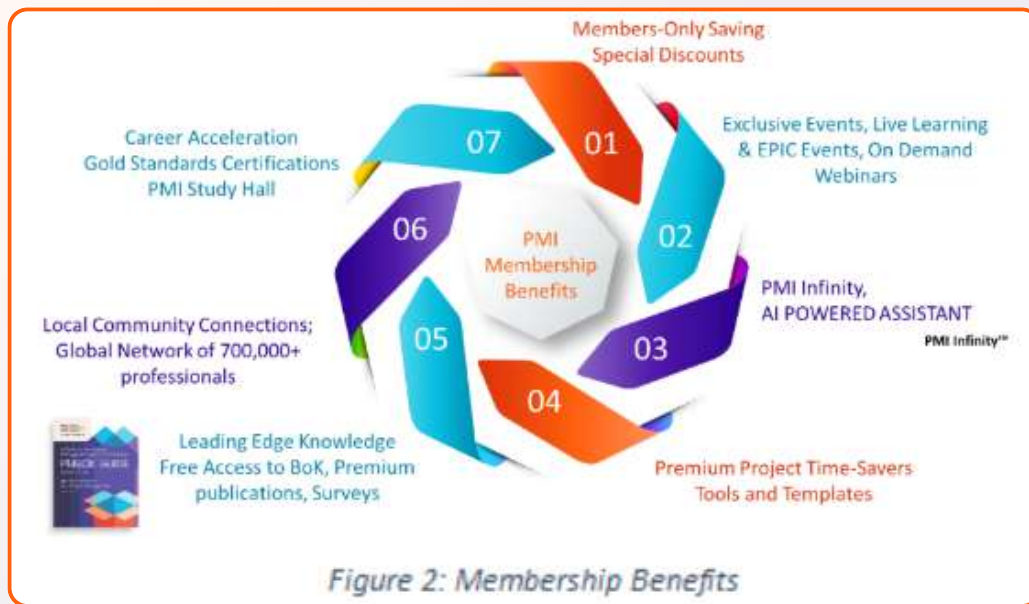 Members-Only Saving
Special Discounts
01
Exclusive Events, Live Learning
& EPIC Events, On Demand
Webinars
02
PMI Infinity,
AI POWERED ASSISTANT
PMI Infinity™
03
Premium Project Time-Savers
Tools and Templates
04
Leading Edge Knowledge
Free Access to BoK, Premium
publications, Surveys
05
Local Community Connections;
Global Network of 700,000+
professionals
06
Career Acceleration
Gold Standards Certifications
PMI Study Hall
07
PMI
Membership
Benefits
PMBOK GUIDE
Figure 2: Membership Benefits